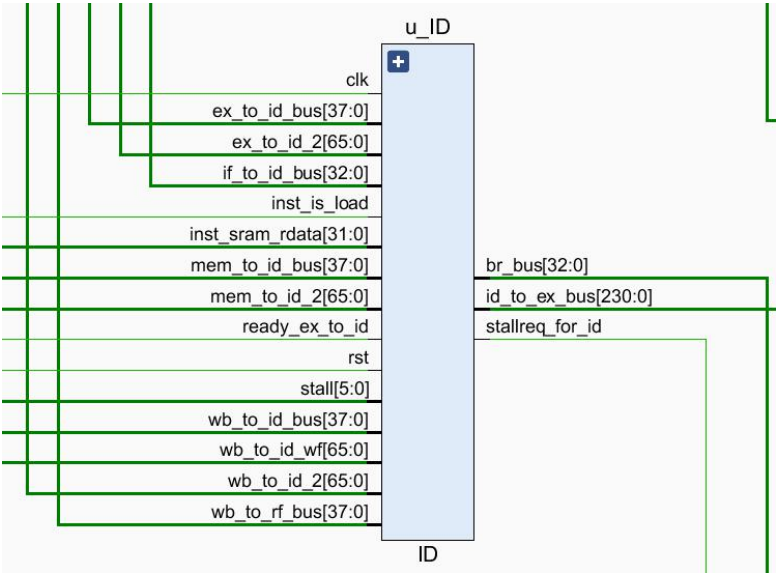 u_ID
clk
ex_to_id_bus[37:0]
ex_to_id_2[65:0]
if_to_id_bus[32:0]
inst_is_load
inst_sram_rdata[31:0]
mem_to_id_bus[37:0]
mem_to_id_2[65:0]
ready_ex_to_id
rst
stall[5:0]
wb_to_id_bus[37:0]
wb_to_id_wf[65:0]
wb_to_id_2[65:0]
wb_to_rf_bus[37:0]
br_bus[32:0]
id_to_ex_bus[230:0]
stallreq_for_id
ID